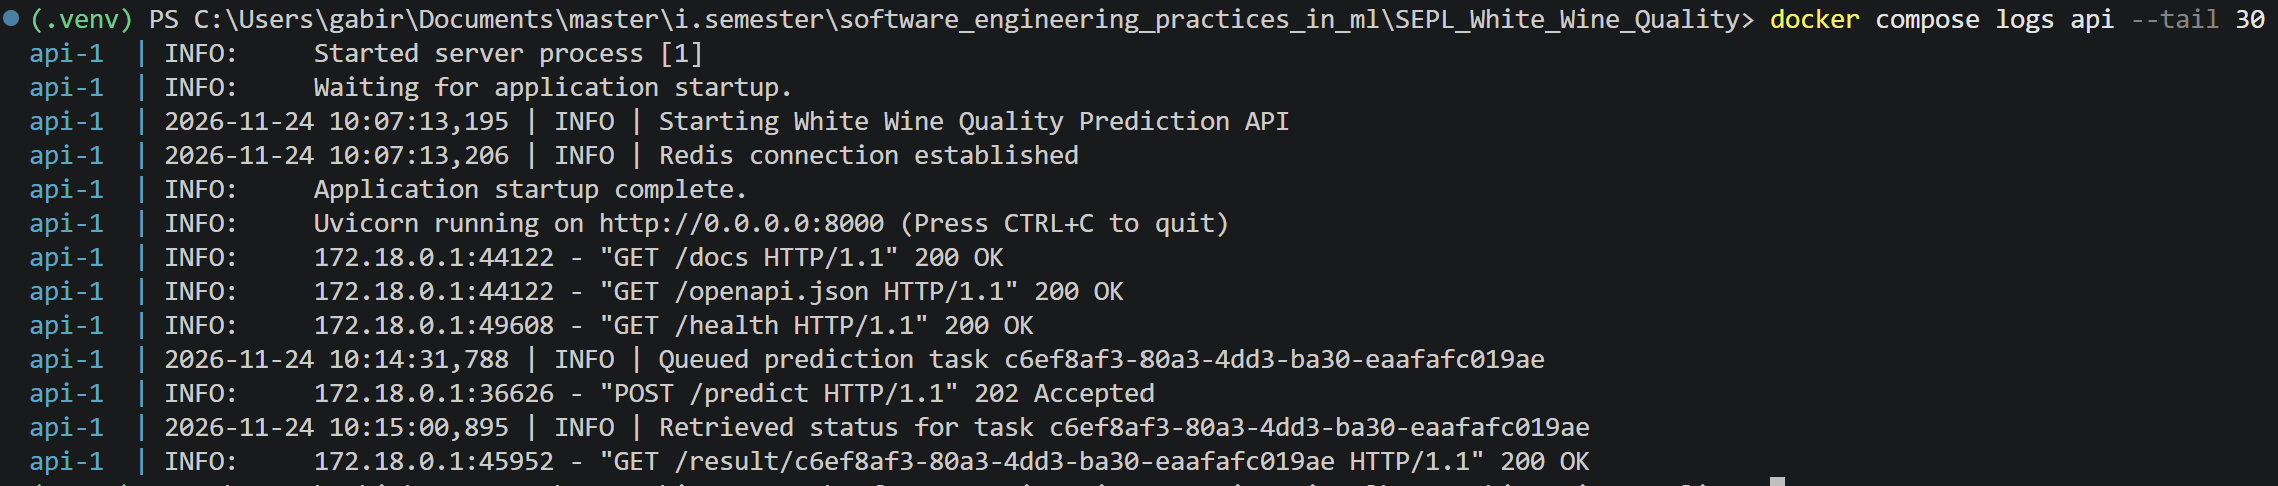 (.venv) PS C:\Users\gabir\Documents\master\i.semester\software_engineering_practices_in_ml\SEPL_White_Wine_Quality> docker compose logs api --tail 30
api-1  | INFO:     Started server process [1]
api-1  | INFO:     Waiting for application startup.
api-1  | 2026-11-24 10:07:13,195 | INFO | Starting White Wine Quality Prediction API
api-1  | 2026-11-24 10:07:13,206 | INFO | Redis connection established
api-1  | INFO:     Application startup complete.
api-1  | INFO:     Uvicorn running on http://0.0.0.0:8000 (Press CTRL+C to quit)
api-1  | INFO:     172.18.0.1:44122 - "GET /docs HTTP/1.1" 200 OK
api-1  | INFO:     172.18.0.1:44122 - "GET /openapi.json HTTP/1.1" 200 OK
api-1  | INFO:     172.18.0.1:49608 - "GET /health HTTP/1.1" 200 OK
api-1  | 2026-11-24 10:14:31,788 | INFO | Queued prediction task c6ef8af3-80a3-4dd3-ba30-eaafafc019ae
api-1  | INFO:     172.18.0.1:36626 - "POST /predict HTTP/1.1" 202 Accepted
api-1  | 2026-11-24 10:15:00,895 | INFO | Retrieved status for task c6ef8af3-80a3-4dd3-ba30-eaafafc019ae
api-1  | INFO:     172.18.0.1:45952 - "GET /result/c6ef8af3-80a3-4dd3-ba30-eaafafc019ae HTTP/1.1" 200 OK